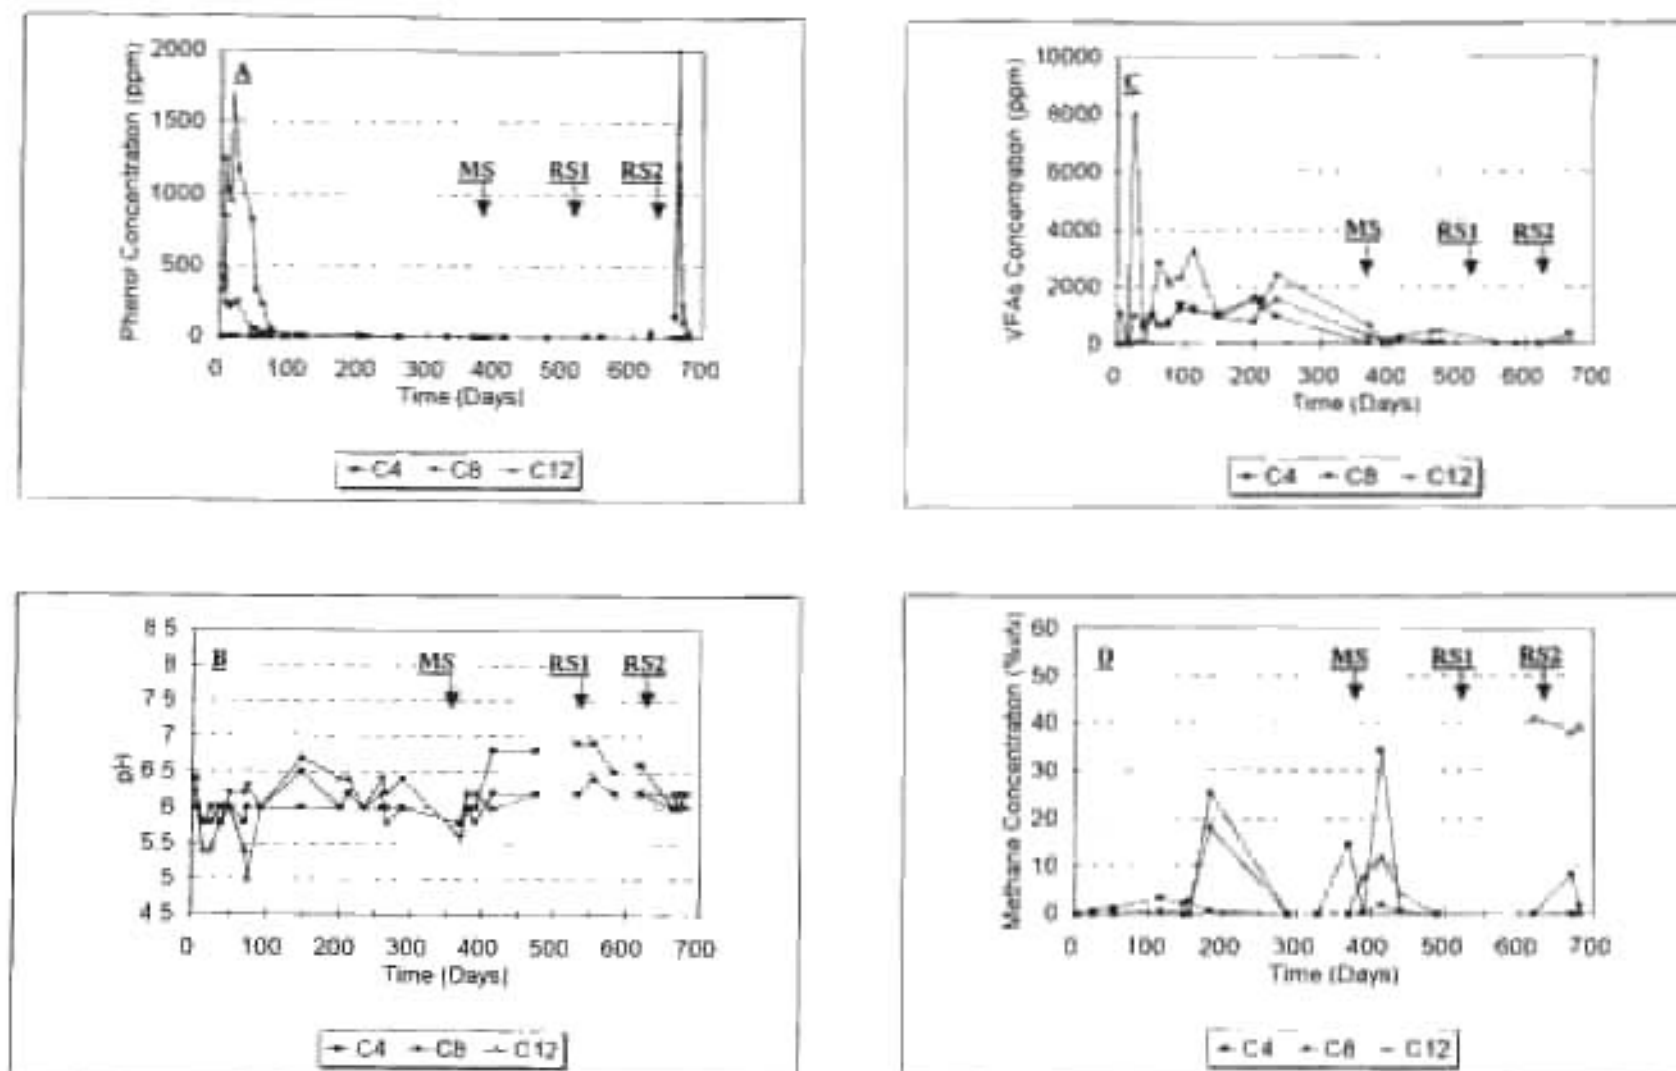 A
Phenol Concentration (ppm)
2000
1500
1000
500
0
MS RS1 RS2
0 100 200 300 400 500 600 700
Time (Days)
C4 C8 C12
C
VFAs Concentration (ppm)
10000
8000
6000
4000
2000
0
MS RS1 RS2
0 100 200 300 400 500 600 700
Time (Days)
C4 C8 C12
B
pH
8 5
8
7 5
7
6 5
6
5 5
5
4 5
MS RS1 RS2
0 100 200 300 400 500 600 700
Time (Days)
C4 C8 C12
D
Methane Concentration (%v/v)
60
50
40
30
20
10
0
MS RS1 RS2
0 100 200 300 400 500 600 700
Time (Days)
C4 C8 C12